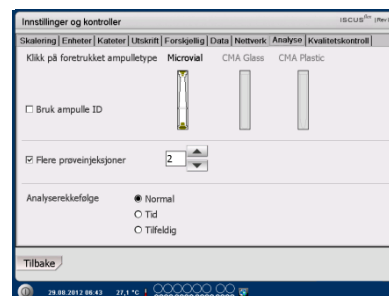 Innstillinger og kontroller
ISCUS
Skalering Enheter Kateter Utskrift Forskjellig Data Nettverk Analyse Kvalitetskontroll
Klikk på foretrukket ampulletype Microvial CMA Glass CMA Plastic
Bruk ampulle ID
Flere prøveinjeksjoner 2
Analyserekkefølge Normal
Tid
Tilfeldig
Tilbake
29.08.2012 06:43 27,1 °C